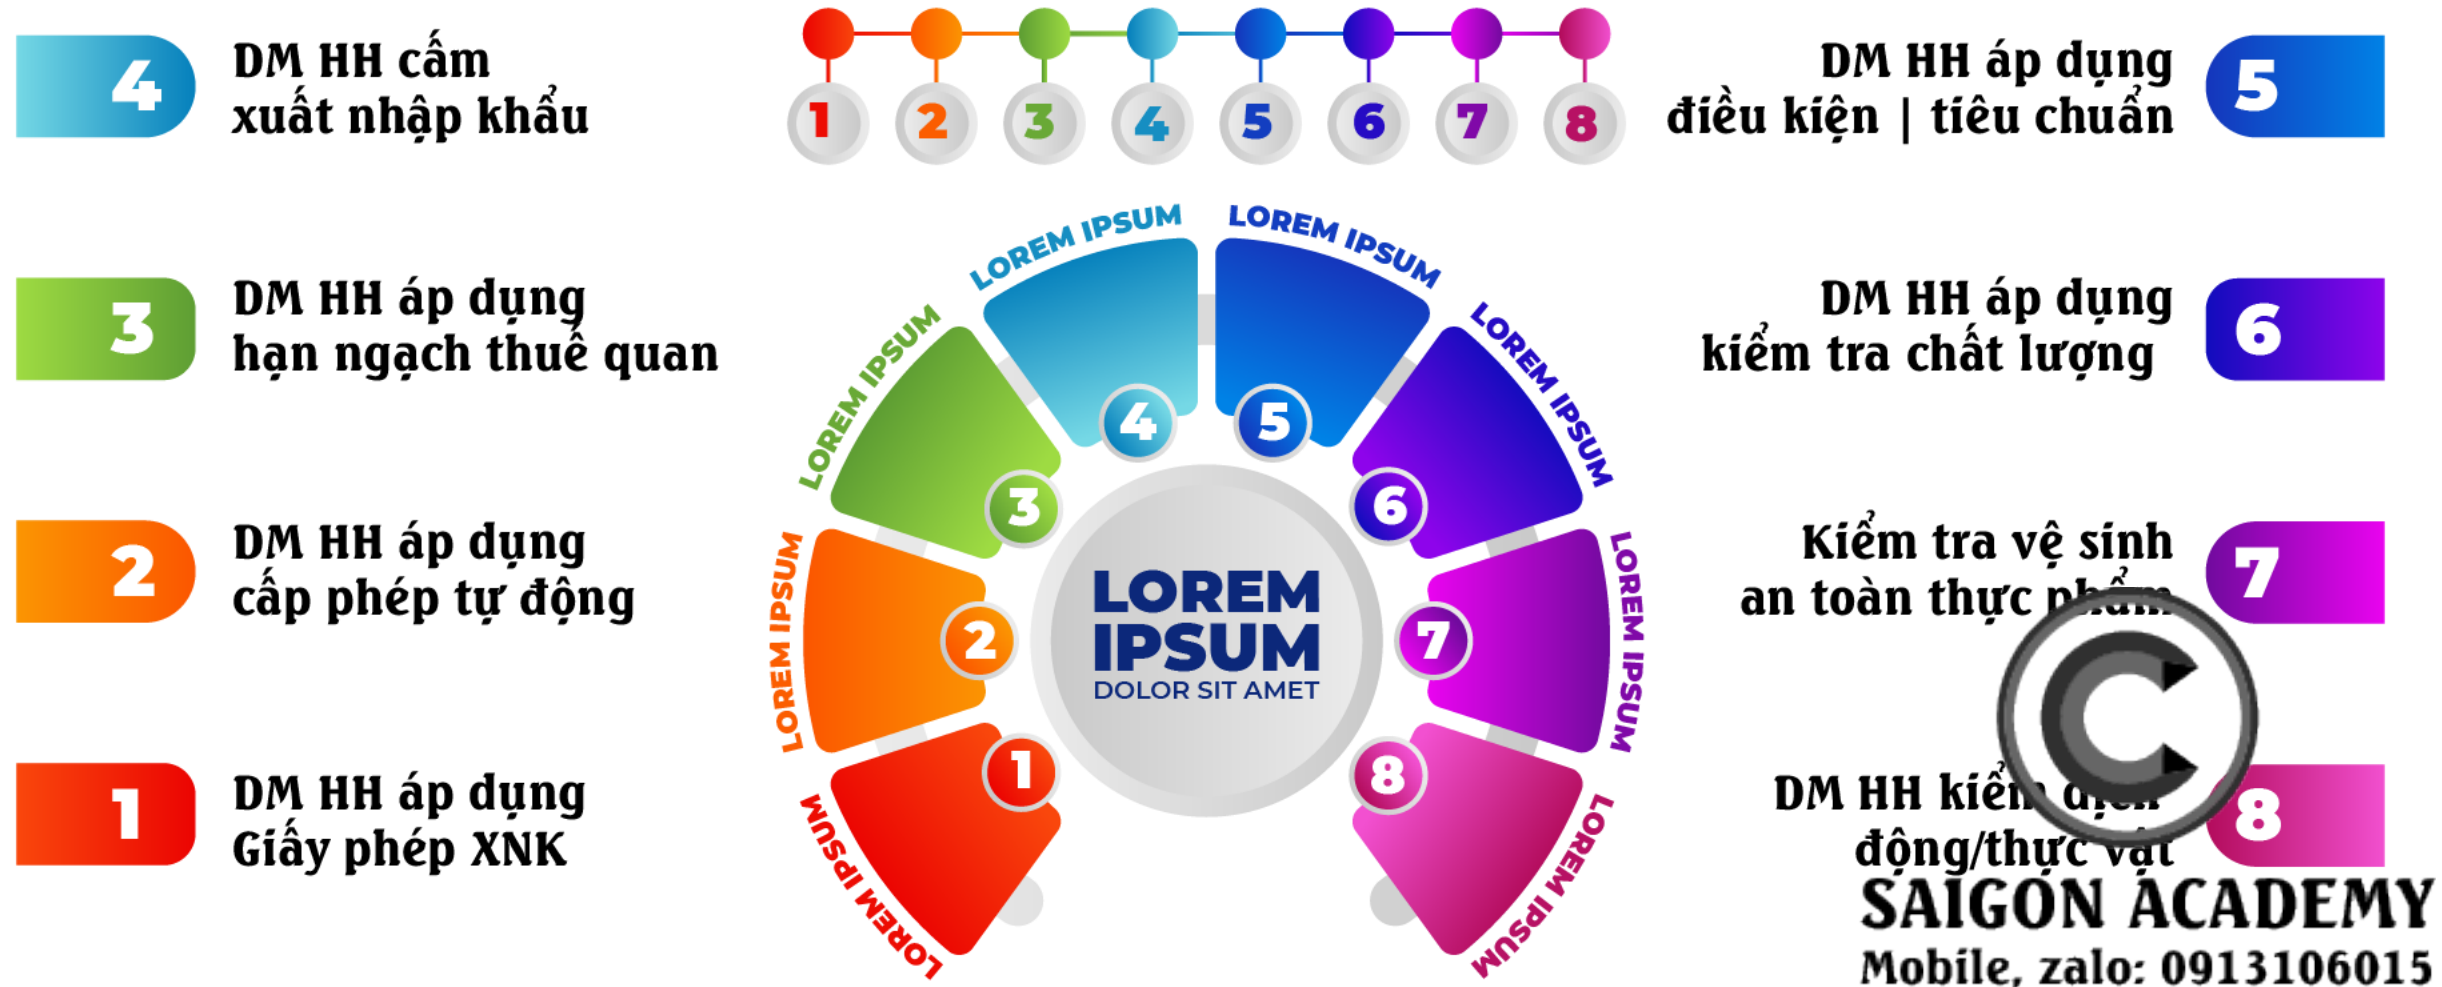 4
DM HH cấm
xuất nhập khẩu
3
DM HH áp dụng
hạn ngạch thuế quan
2
DM HH áp dụng
cấp phép tự động
1
DM HH áp dụng
Giấy phép XNK
1 2 3 4 5 6 7 8
LOREM IPSUM
1
LOREM IPSUM
2
LOREM IPSUM
3
LOREM IPSUM
4
LOREM IPSUM
5
LOREM IPSUM
6
LOREM IPSUM
7
LOREM IPSUM
8
LOREM
IPSUM
DOLOR SIT AMET
DM HH áp dụng
điều kiện | tiêu chuẩn
5
DM HH áp dụng
kiểm tra chất lượng
6
Kiểm tra vệ sinh
an toàn thực phẩm
7
DM HH kiểm dịch
động/thực vật
8
C
SAIGON ACADEMY
Mobile, zalo: 0913106015